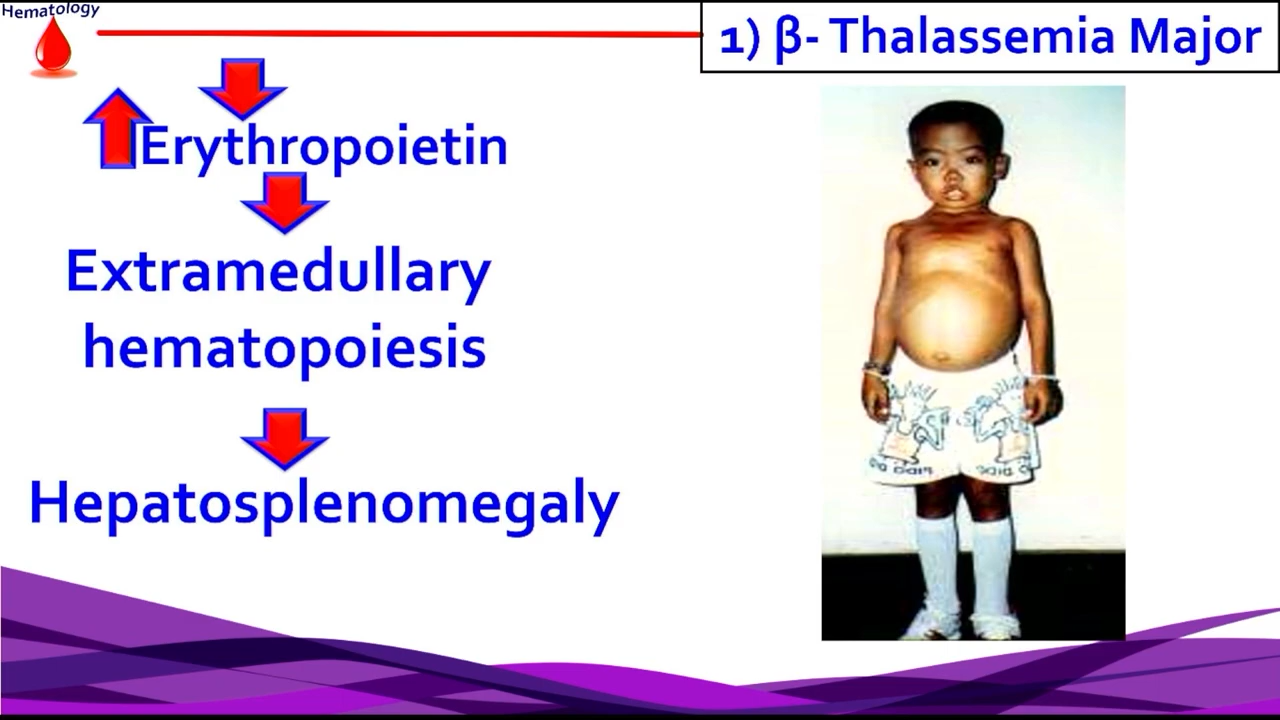 Hematology
1) β- Thalassemia Major
Erythropoietin
Extramedullary
hematopoiesis
Hepatosplenomegaly